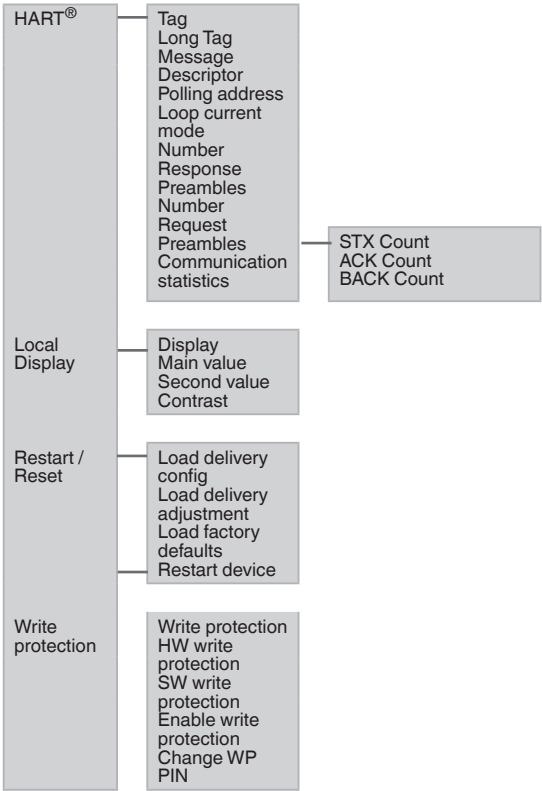 HART®
Tag
Long Tag
Message
Descriptor
Polling address
Loop current
mode
Number
Response
Preambles
Number
Request
Preambles
Communication
statistics
STX Count
ACK Count
BACK Count
Local
Display
Display
Main value
Second value
Contrast
Restart /
Reset
Load delivery
config
Load delivery
adjustment
Load factory
defaults
Restart device
Write
protection
Write protection
HW write
protection
SW write
protection
Enable write
protection
Change WP
PIN